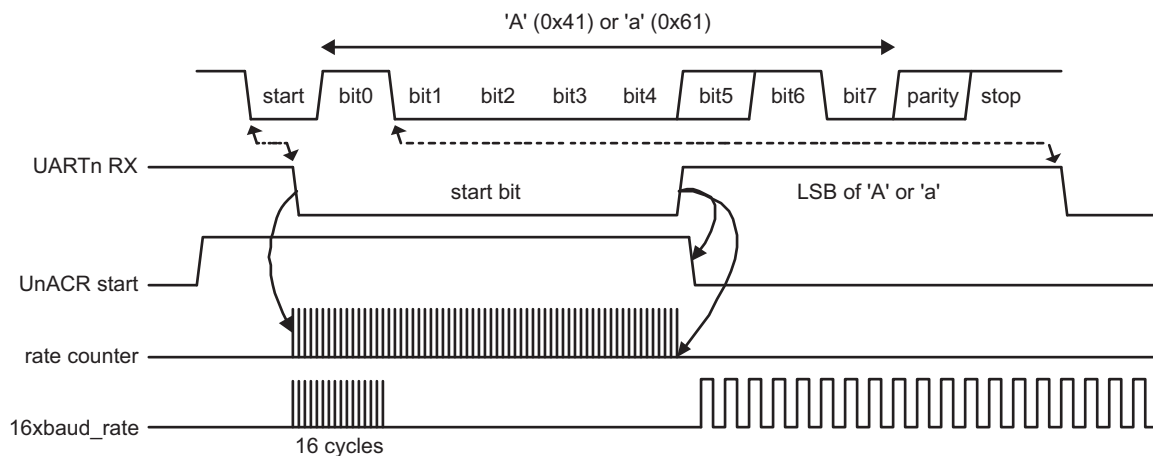 'A' (0x41) or 'a' (0x61)
start bit0 bit1 bit2 bit3 bit4 bit5 bit6 bit7 parity stop
UARTn RX
start bit
LSB of 'A' or 'a'
UnACR start
rate counter
16xbaud_rate
16 cycles